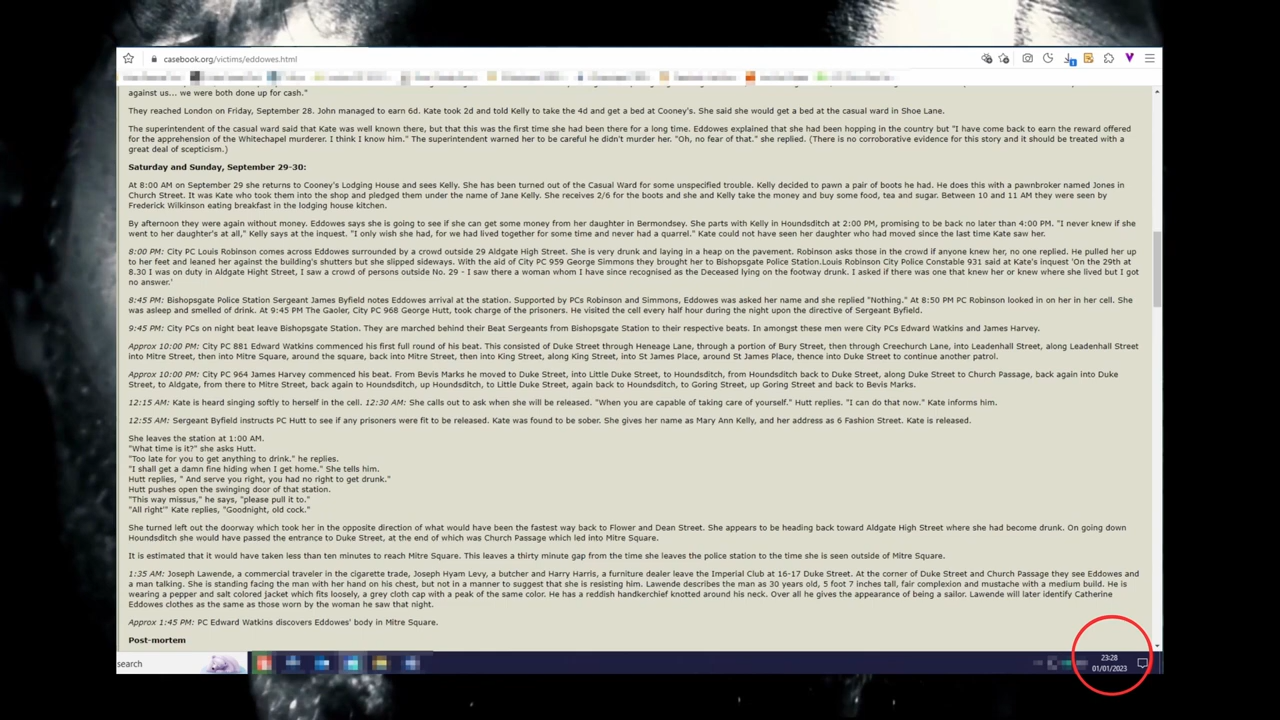 casebook.org/victims/eddowes.html
against us... we were both done up for cash."
They reached London on Friday, September 28. John managed to earn 6d. Kate took 2d and told Kelly to take the 4d and get a bed at Cooney's. She said she would get a bed at the casual ward in Shoe Lane.
The superintendent of the casual ward said that Kate was well known there, but that this was the first time she had been there for a long time. Eddowes explained that she had been hopping in the country but "I have come back to earn the reward offered
for the apprehension of the Whitechapel murderer. I think I know him." The superintendent warned her to be careful he didn't murder her. "Oh, no fear of that." she replied. (There is no corroborative evidence for this story and it should be treated with a
great deal of scepticism.)
Saturday and Sunday, September 29-30:
At 8:00 AM on September 29 she returns to Cooney's Lodging House and sees Kelly. She has been turned out of the Casual Ward for some unspecified trouble. Kelly decided to pawn a pair of boots he had. He does this with a pawnbroker named Jones in
Church Street. It was Kate who took them into the shop and pledged them under the name of Jane Kelly. She receives 2/6 for the boots and she and Kelly take the money and buy some food, tea and sugar. Between 10 and 11 AM they were seen by
Frederick Wilkinson eating breakfast in the lodging house kitchen.
By afternoon they were again without money. Eddowes says she is going to see if she can get some money from her daughter in Bermondsey. She parts with Kelly in Houndsditch at 2:00 PM, promising to be back no later than 4:00 PM. "I never knew if she
went to her daughter's at all," Kelly says at the inquest. "I only wish she had, for we had lived together for some time and never had a quarrel." Kate could not have seen her daughter who had moved since the last time Kate saw her.
8:00 PM: City PC Louis Robinson comes across Eddowes surrounded by a crowd outside 29 Aldgate High Street. She is very drunk and laying in a heap on the pavement. Robinson asks those in the crowd if anyone knew her, no one replied. He pulled her up
to her feet and leaned her against the building's shutters but she slipped sideways. With the aid of City PC 959 George Simmons they brought her to Bishopsgate Police Station.Louis Robinson City Police Constable 931 said at Kate's inquest 'On the 29th at
8.30 I was on duty in Aldgate Hight Street, I saw a crowd of persons outside No. 29 - I saw there a woman whom I have since recognised as the Deceased lying on the footway drunk. I asked if there was one that knew her or knew where she lived but I got
no answer.'
8:45 PM: Bishopsgate Police Station Sergeant James Byfield notes Eddowes arrival at the station. Supported by PCs Robinson and Simmons, Eddowes was asked her name and she replied "Nothing." At 8:50 PM PC Robinson looked in on her in her cell. She
was asleep and smelled of drink. At 9:45 PM The Gaoler, City PC 968 George Hutt, took charge of the prisoners. He visited the cell every half hour during the night upon the directive of Sergeant Byfield.
9:45 PM: City PCs on night beat leave Bishopsgate Station. They are marched behind their Beat Sergeants from Bishopsgate Station to their respective beats. In amongst these men were City PCs Edward Watkins and James Harvey.
Approx 10:00 PM: City PC 881 Edward Watkins commenced his first full round of his beat. This consisted of Duke Street through Heneage Lane, through a portion of Bury Street, then through Creechurch Lane, into Leadenhall Street, along Leadenhall Street
into Mitre Street, then into Mitre Square, around the square, back into Mitre Street, then into King Street, along King Street, into St James Place, around St James Place, thence into Duke Street to continue another patrol.
Approx 10:00 PM: City PC 964 James Harvey commenced his beat. From Bevis Marks he moved to Duke Street, into Little Duke Street, to Houndsditch, from Houndsditch back to Duke Street, along Duke Street to Church Passage, back again into Duke
Street, to Aldgate, from there to Mitre Street, back again to Houndsditch, up Houndsditch, to Little Duke Street, again back to Houndsditch, to Goring Street, up Goring Street and back to Bevis Marks.
12:15 AM: Kate is heard singing softly to herself in the cell. 12:30 AM: She calls out to ask when she will be released. "When you are capable of taking care of yourself." Hutt replies. "I can do that now." Kate informs him.
12:55 AM: Sergeant Byfield instructs PC Hutt to see if any prisoners were fit to be released. Kate was found to be sober. She gives her name as Mary Ann Kelly, and her address as 6 Fashion Street. Kate is released.
She leaves the station at 1:00 AM.
"What time is it?" she asks Hutt.
"Too late for you to get anything to drink." he replies.
"I shall get a damn fine hiding when I get home." She tells him.
Hutt replies, " And serve you right, you had no right to get drunk."
Hutt pushes open the swinging door of that station.
"This way missus," he says, "please pull it to."
"All right'" Kate replies, "Goodnight, old cock."
She turned left out the doorway which took her in the opposite direction of what would have been the fastest way back to Flower and Dean Street. She appears to be heading back toward Aldgate High Street where she had become drunk. On going down
Houndsditch she would have passed the entrance to Duke Street, at the end of which was Church Passage which led into Mitre Square.
It is estimated that it would have taken less than ten minutes to reach Mitre Square. This leaves a thirty minute gap from the time she leaves the police station to the time she is seen outside of Mitre Square.
1:35 AM: Joseph Lawende, a commercial traveler in the cigarette trade, Joseph Hyam Levy, a butcher and Harry Harris, a furniture dealer leave the Imperial Club at 16-17 Duke Street. At the corner of Duke Street and Church Passage they see Eddowes and
a man talking. She is standing facing the man with her hand on his chest, but not in a manner to suggest that she is resisting him. Lawende describes the man as 30 years old, 5 foot 7 inches tall, fair complexion and mustache with a medium build. He is
wearing a pepper and salt colored jacket which fits loosely, a grey cloth cap with a peak of the same color. He has a reddish handkerchief knotted around his neck. Over all he gives the appearance of being a sailor. Lawende will later identify Catherine
Eddowes clothes as the same as those worn by the woman he saw that night.
Approx 1:45 PM: PC Edward Watkins discovers Eddowes' body in Mitre Square.
Post-mortem
search
23:28
01/01/2023